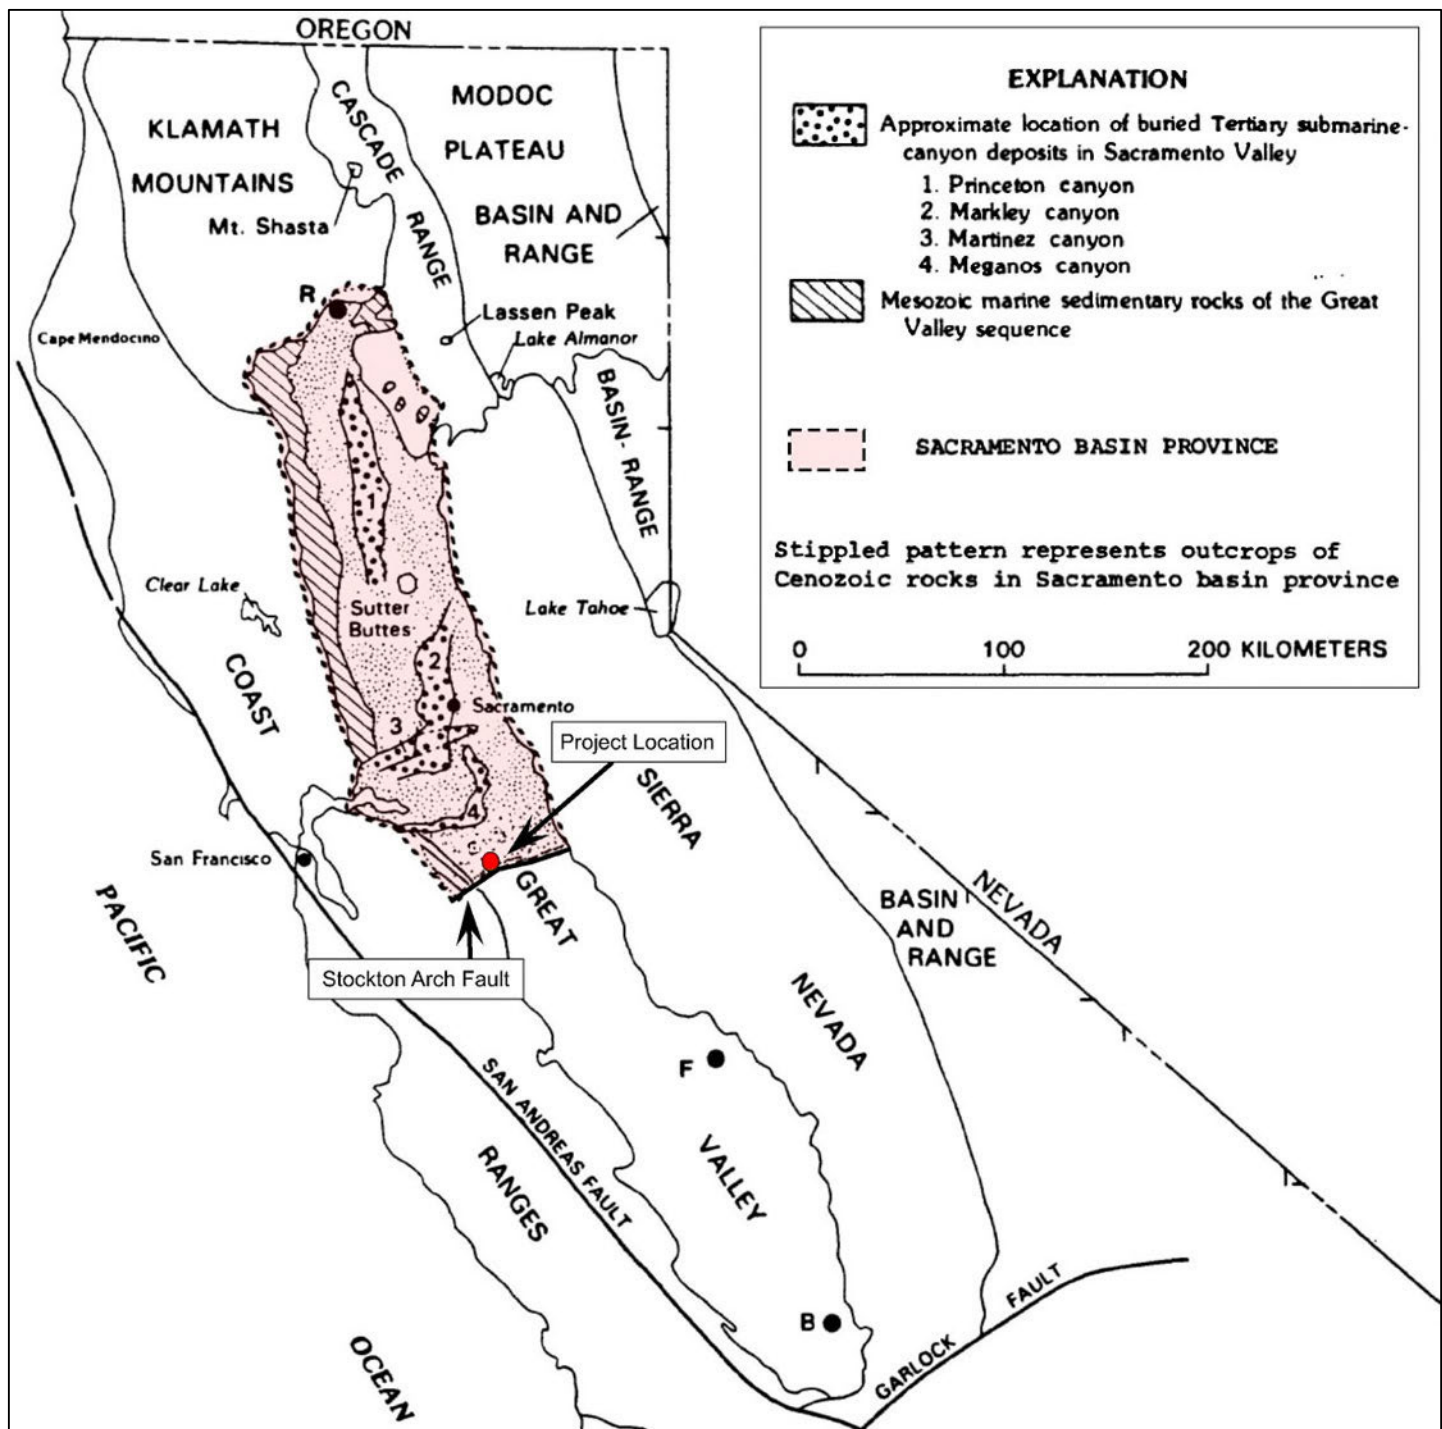 OREGON
KLAMATH
MOUNTAINS
CASCADE
RANGE
MODOC
PLATEAU
BASIN AND
RANGE
Mt. Shasta
R
Lassen Peak
Lake Almanor
Cape Mendocino
BASIN-RANGE
1
Clear Lake
Sutter
Buttes
Lake Tahoe
2
COAST
Sacramento
3
Project Location
4
SIERRA
San Francisco
GREAT
PACIFIC
Stockton Arch Fault
BASIN
AND
RANGE
NEVADA
NEVADA
F
SAN ANDREAS FAULT
VALLEY
RANGES
B
FAULT
GARLOCK
OCEAN
EXPLANATION
Approximate location of buried Tertiary submarine-
canyon deposits in Sacramento Valley
1. Princeton canyon
2. Markley canyon
3. Martinez canyon
4. Meganos canyon
Mesozoic marine sedimentary rocks of the Great
Valley sequence
SACRAMENTO BASIN PROVINCE
Stippled pattern represents outcrops of
Cenozoic rocks in Sacramento basin province
0 100 200 KILOMETERS